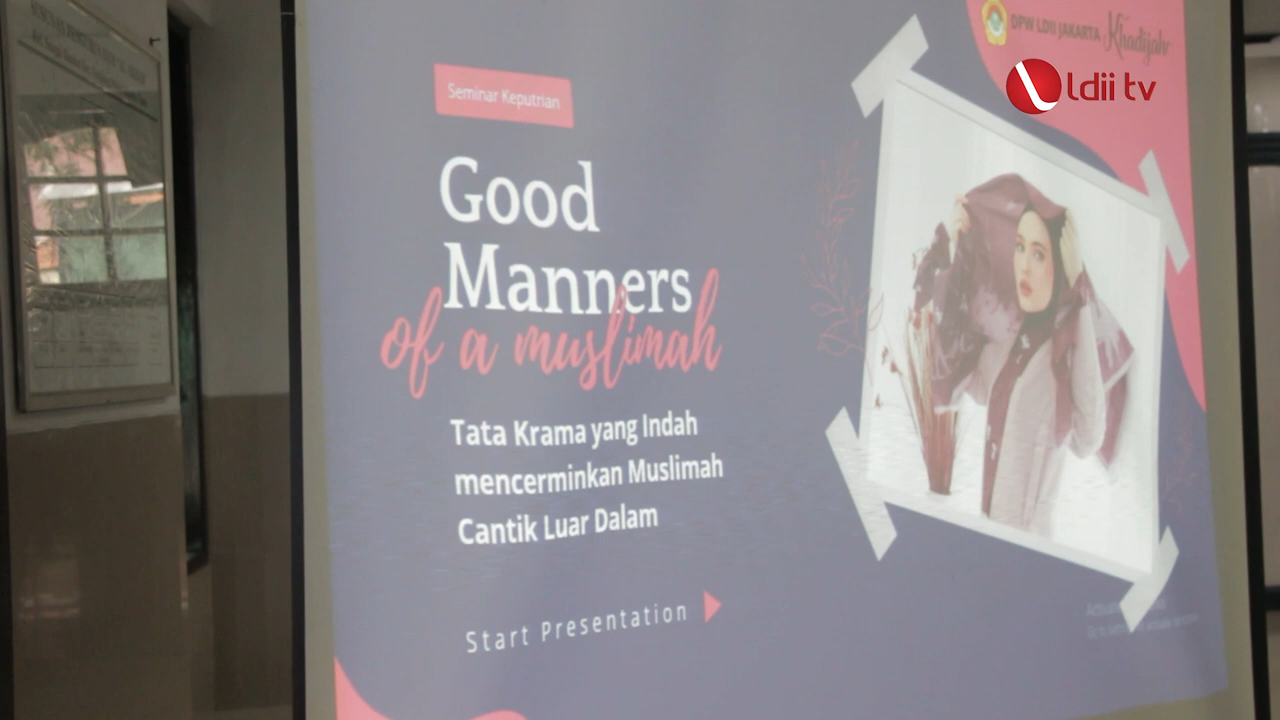 DPW LDII JAKARTA
Khadijah
ldii tv
Seminar Keputrian
Good
Manners
of a muslimah
Tata Krama yang Indah
mencerminkan Muslimah
Cantik Luar Dalam
Start Presentation